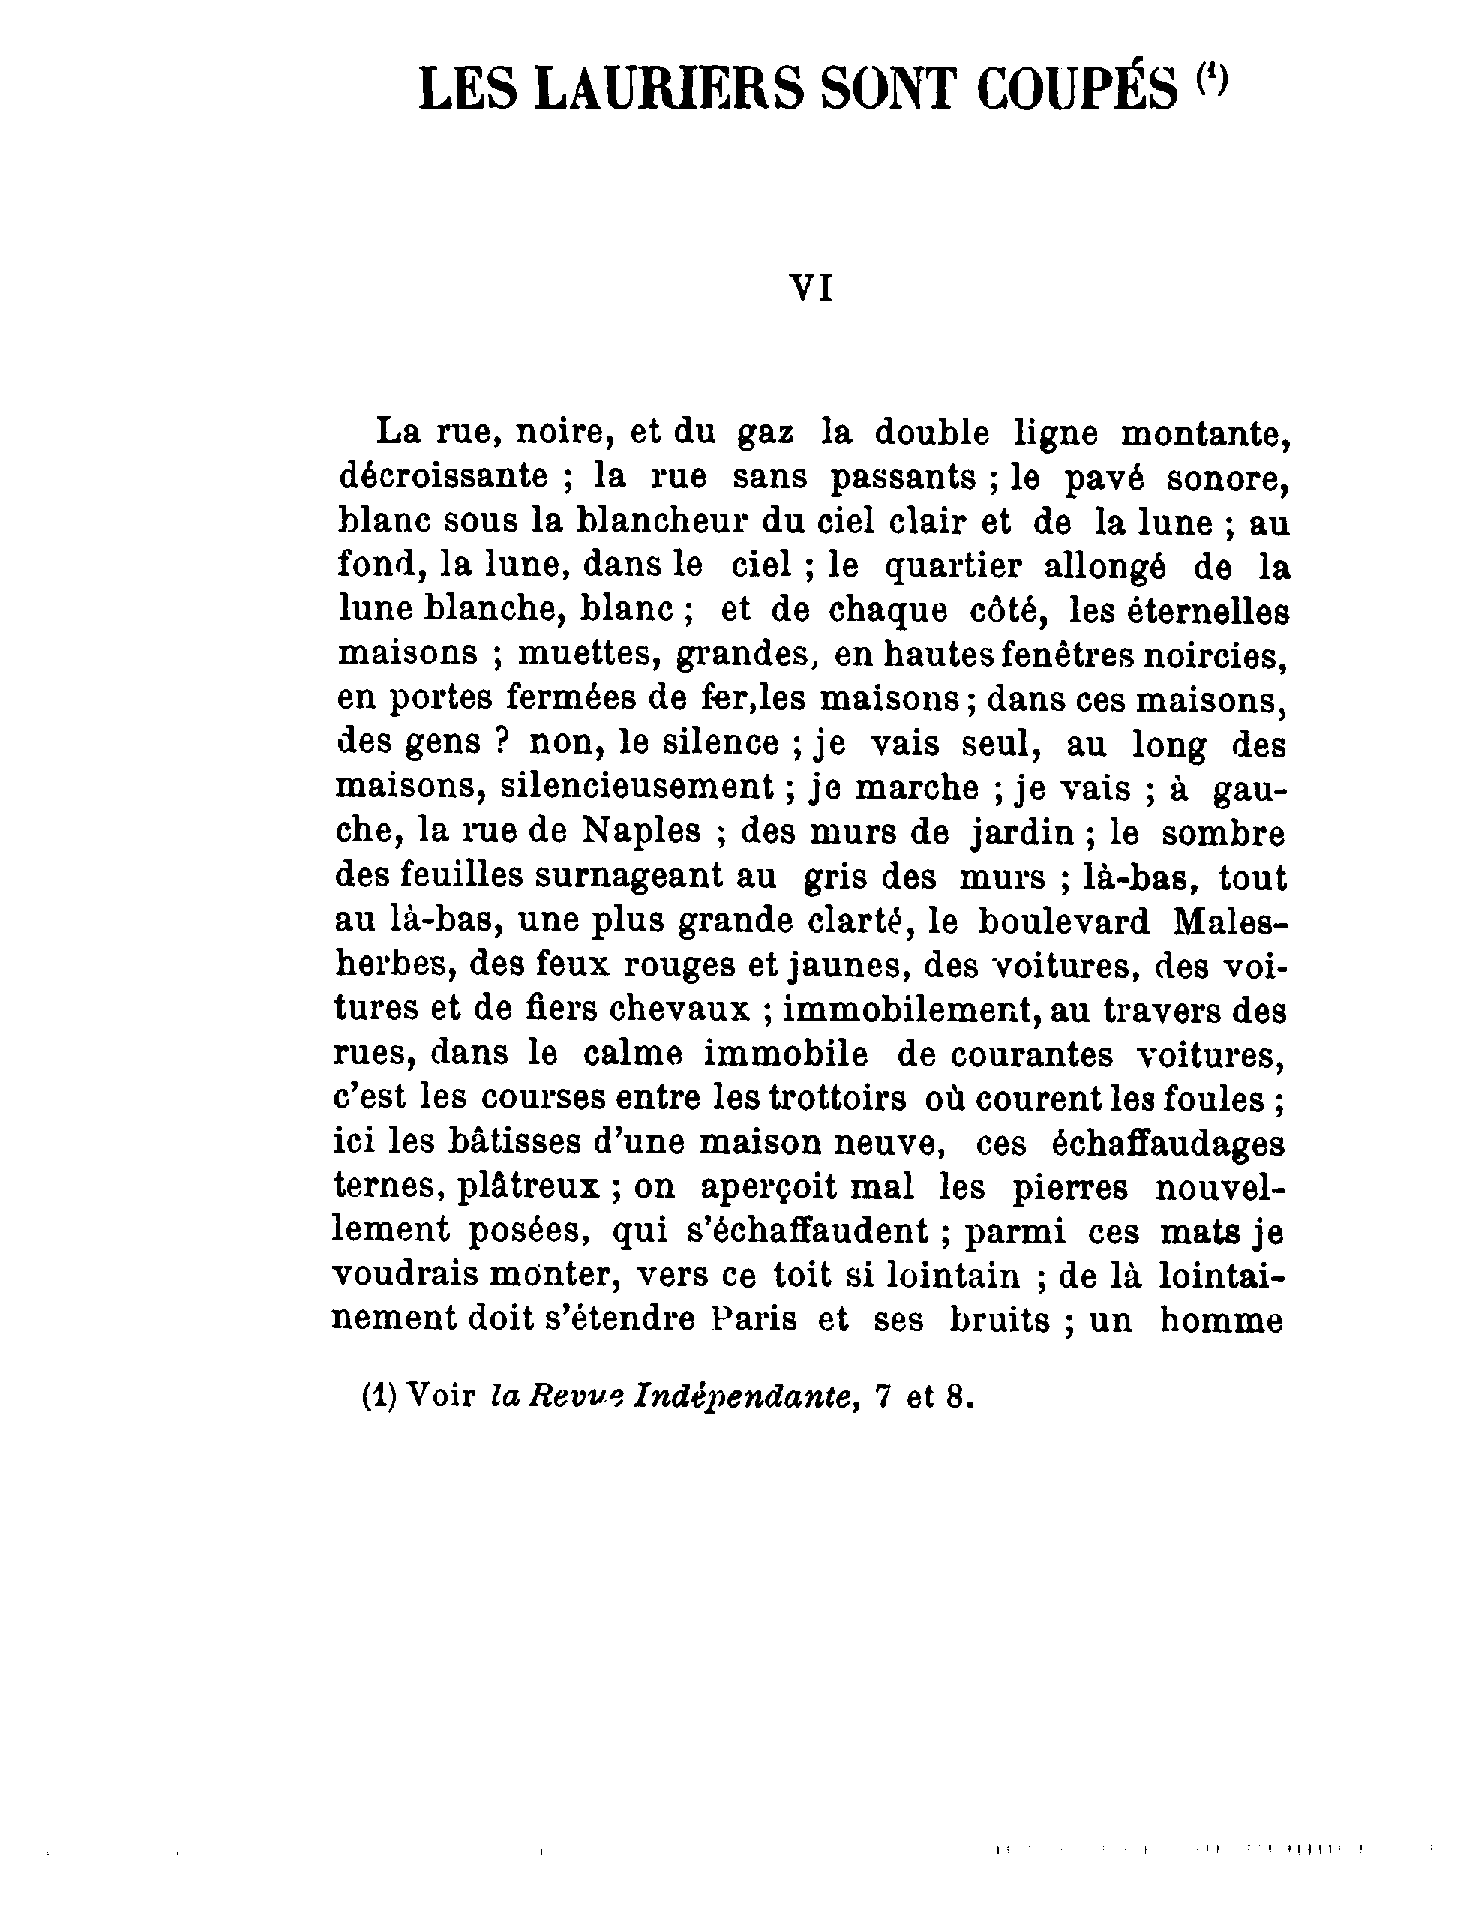 LES LAURIERS SONT COUPÉS (1)
VI
La rue, noire, et du gaz la double ligne montante,
décroissante ; la rue sans passants ; le pavé sonore,
blanc sous la blancheur du ciel clair et de la lune ; au
fond, la lune, dans le ciel ; le quartier allongé de la
lune blanche, blanc ; et de chaque côté, les éternelles
maisons ; muettes, grandes, en hautes fenêtres noircies,
en portes fermées de fer, les maisons ; dans ces maisons,
des gens ? non, le silence ; je vais seul, au long des
maisons, silencieusement ; je marche ; je vais ; à gau-
che, la rue de Naples ; des murs de jardin ; le sombre
des feuilles surnageant au gris des murs ; là-bas, tout
au là-bas, une plus grande clarté, le boulevard Males-
herbes, des feux rouges et jaunes, des voitures, des voi-
tures et de fiers chevaux ; immobilement, au travers des
rues, dans le calme immobile de courantes voitures,
c'est les courses entre les trottoirs où courent les foules ;
ici les bâtisses d'une maison neuve, ces échaffaudages
ternes, plâtreux ; on aperçoit mal les pierres nouvel-
lement posées, qui s'échaffaudent ; parmi ces mats je
voudrais monter, vers ce toit si lointain ; de là lointai-
nement doit s'étendre Paris et ses bruits ; un homme
(1) Voir la Revue Indépendante, 7 et 8.